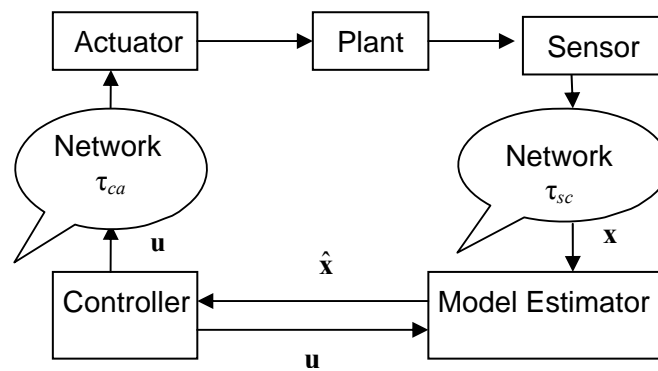 Actuator
Plant
Sensor
Network
τca
Network
τsc
u
x
x̂
Controller
Model Estimator
u